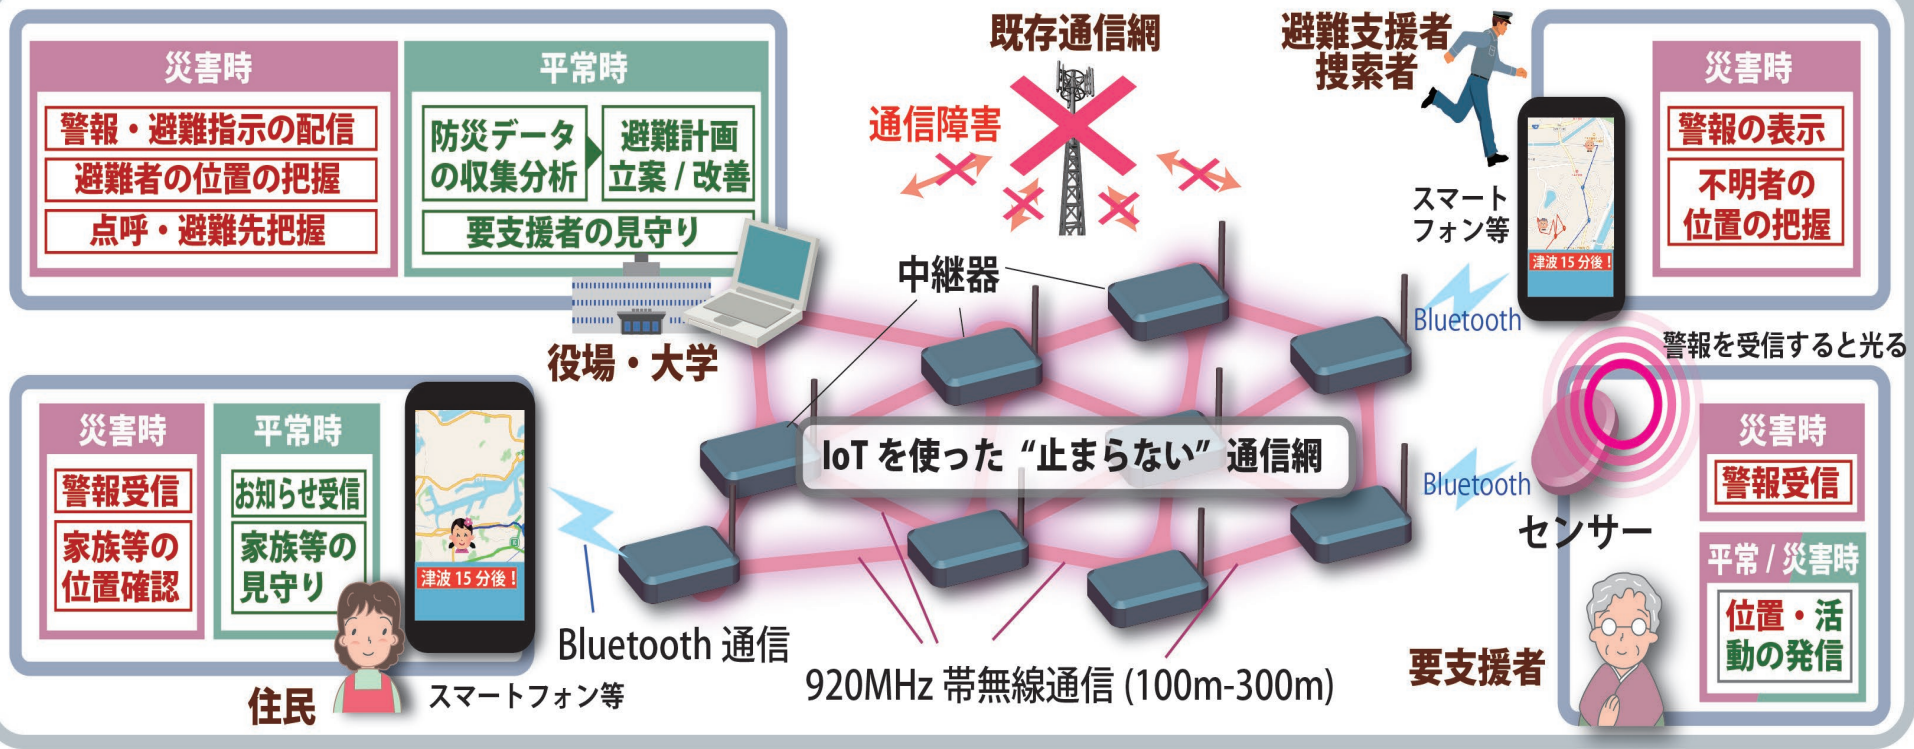 災害時
警報・避難指示の配信
避難者の位置の把握
点呼・避難先把握
平常時
防災データ
の収集分析
避難計画
立案 / 改善
要支援者の見守り
役場・大学
既存通信網
通信障害
中継器
避難支援者
捜索者
スマート
フォン等
津波 15 分後！
災害時
警報の表示
不明者の
位置の把握
Bluetooth
警報を受信すると光る
災害時
警報受信
家族等の
位置確認
平常時
お知らせ受信
家族等の
見守り
津波 15 分後！
住民
スマートフォン等
IoT を使った “止まらない” 通信網
Bluetooth 通信
920MHz 帯無線通信 (100m-300m)
Bluetooth
センサー
災害時
警報受信
平常 / 災害時
位置・活
動の発信
要支援者